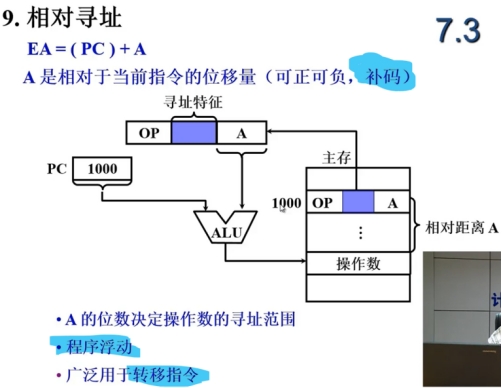 9. 相对寻址
7.3
EA = ( PC ) + A
A 是相对于当前指令的位移量（可正可负，补码）
寻址特征
OP A
主存
PC 1000
1000 OP A
ALU
⋮
相对距离 A
操作数
计
• A 的位数决定操作数的寻址范围
• 程序浮动
• 广泛用于转移指令